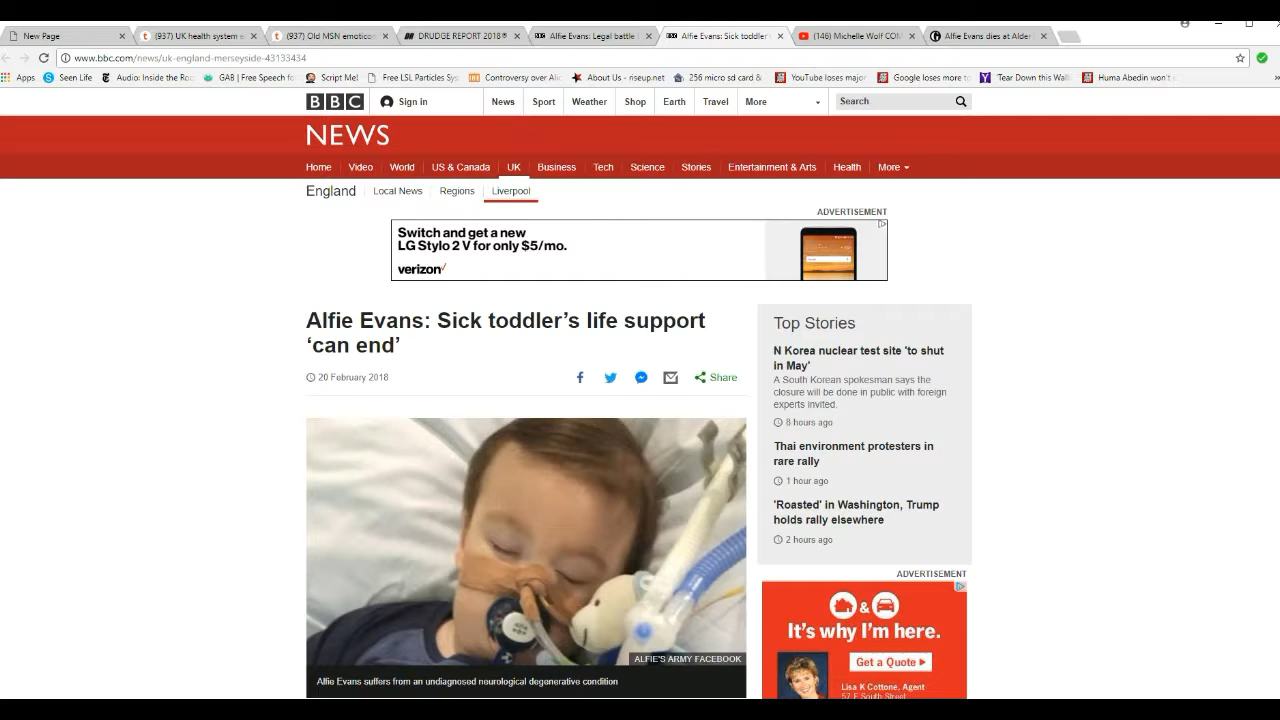 New Page
(937) UK health system e
(937) Old MSN emoticon
DRUDGE REPORT 2018®
Alfie Evans: Legal battle
Alfie Evans: Sick toddler's
(146) Michelle Wolf COM
Alfie Evans dies at Alder
www.bbc.com/news/uk-england-merseyside-43133434
Apps
Seen Life
Audio: Inside the Ro
GAB | Free Speech fo
Script Me!
Free LSL Particles Sys
Controversy over Ali
About Us - riseup.net
256 micro sd card &
YouTube loses major
Google loses more to
Tear Down this Wall
Huma Abedin won't s
BBC
Sign in
News
Sport
Weather
Shop
Earth
Travel
More
Search
NEWS
Home
Video
World
US & Canada
UK
Business
Tech
Science
Stories
Entertainment & Arts
Health
More
England
Local News
Regions
Liverpool
ADVERTISEMENT
Switch and get a new
LG Stylo 2 V for only $5/mo.
verizon✓
Alfie Evans: Sick toddler's life support
'can end'
20 February 2018
Share
ALFIE'S ARMY FACEBOOK
Alfie Evans suffers from an undiagnosed neurological degenerative condition
Top Stories
N Korea nuclear test site 'to shut
in May'
A South Korean spokesman says the
closure will be done in public with foreign
experts invited.
8 hours ago
Thai environment protesters in
rare rally
1 hour ago
'Roasted' in Washington, Trump
holds rally elsewhere
2 hours ago
ADVERTISEMENT
&
It's why I'm here.
Get a Quote
Lisa K Cottone, Agent
57 E South Street